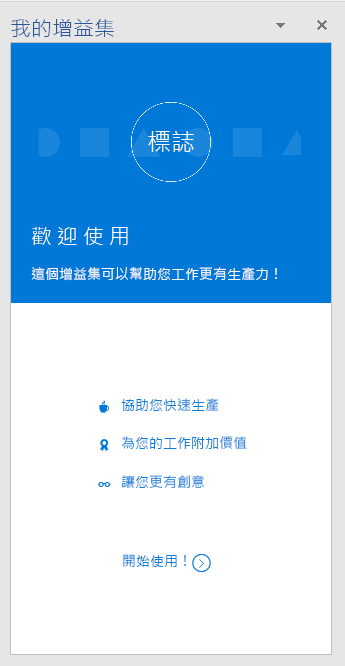 我的增益集
標誌
歡迎使用
這個增益集可以幫助您工作更有生產力！
協助您快速生產
為您的工作附加價值
讓您更有創意
開始使用！